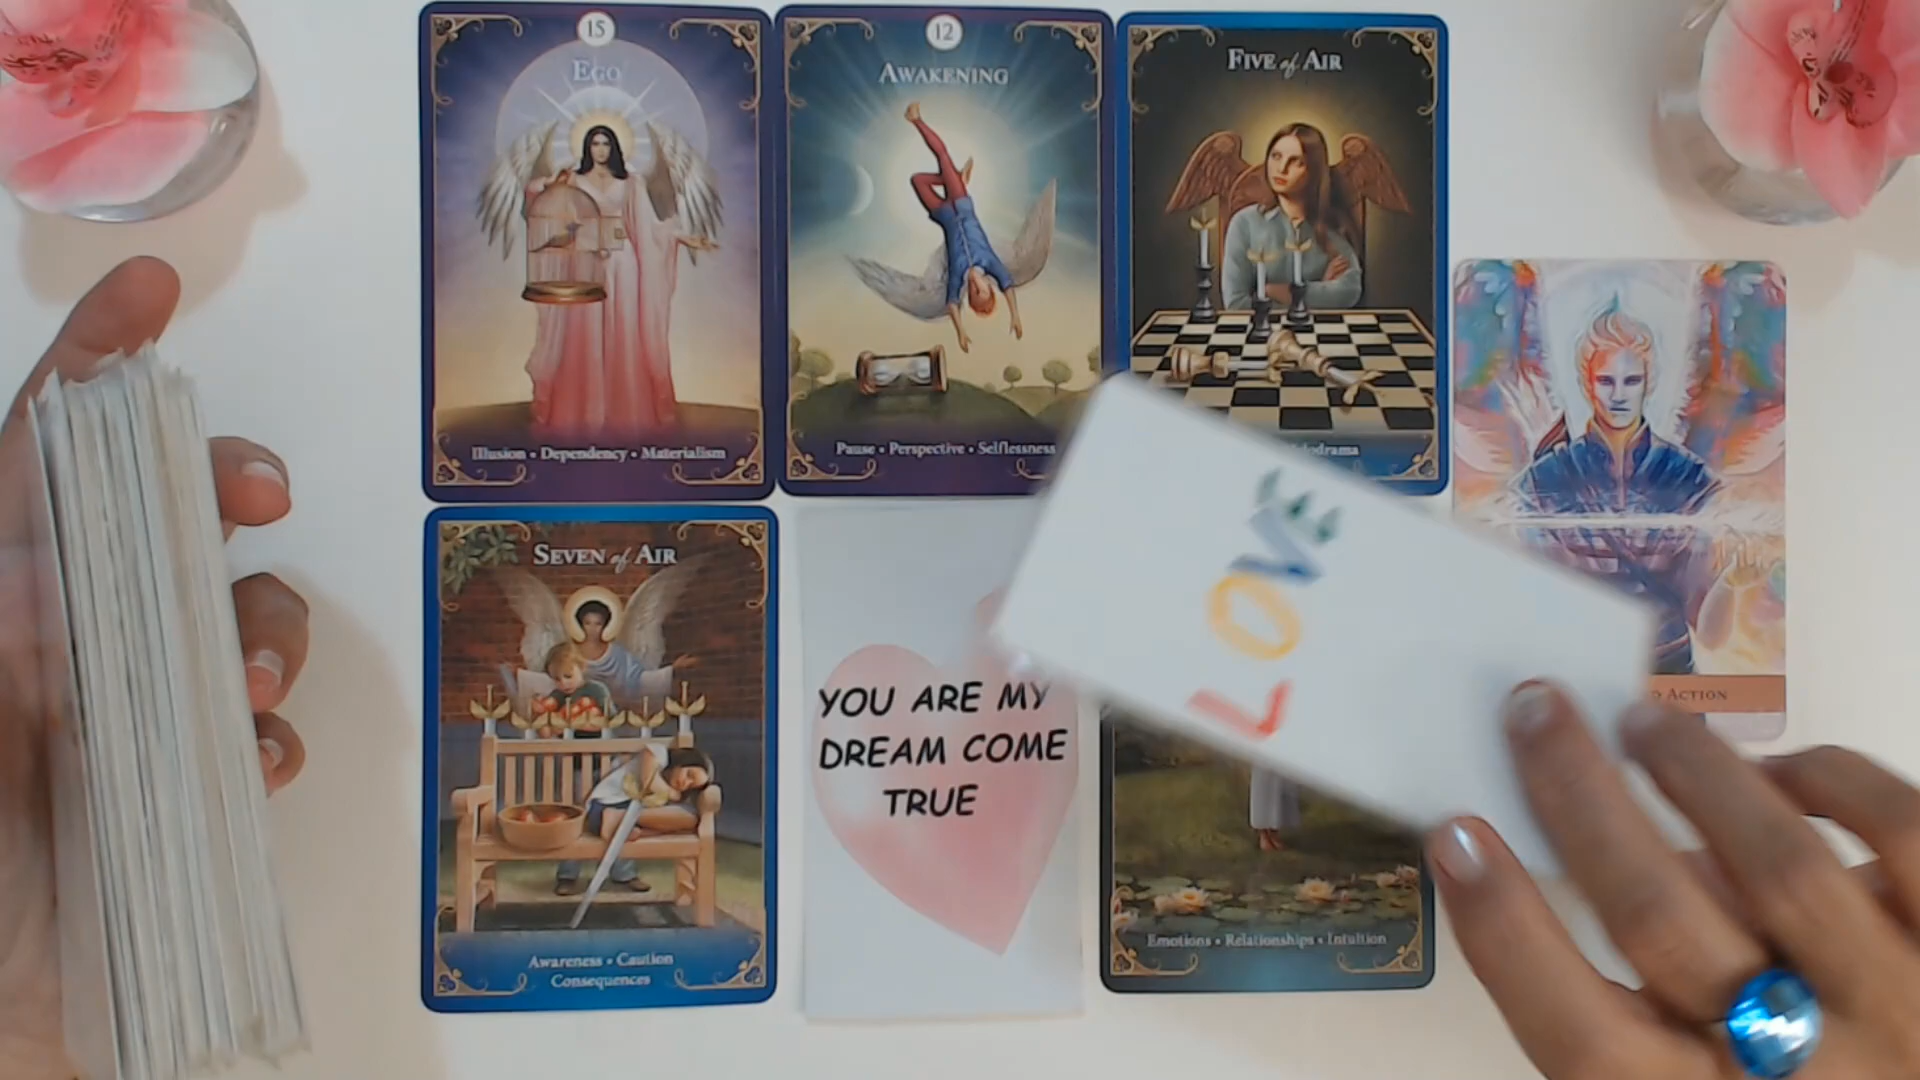 15
EGO
Illusion • Dependency • Materialism
12
AWAKENING
Pause • Perspective • Selflessness
FIVE of AIR
ACTION
SEVEN of AIR
Awareness • Caution
Consequences
YOU ARE MY
DREAM COME
TRUE
LOVE
Emotions • Relationships • Intuition